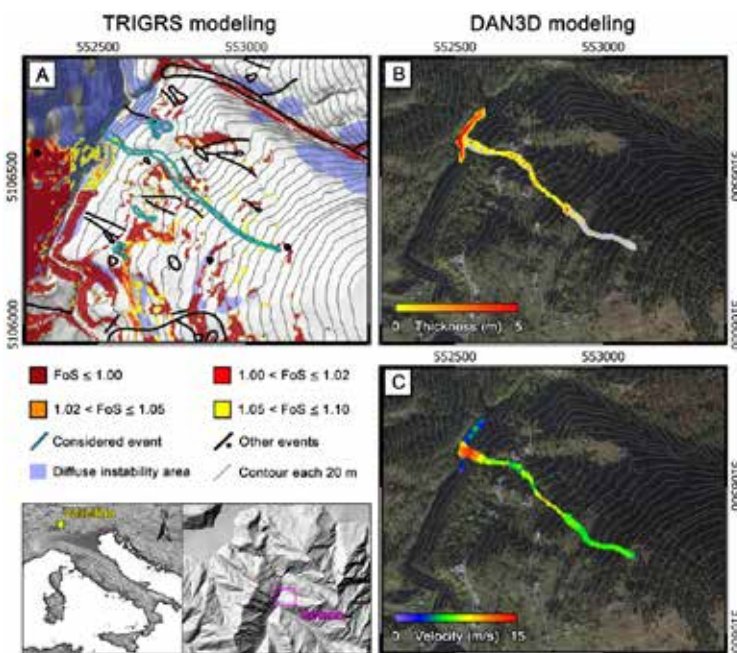 TRIGRS modeling
DAN3D modeling
552500
553000
552500
553000
A
B
5106500
5106000
0 Thickness (m) 5
552500
553000
FoS ≤ 1.00
1.00 < FoS ≤ 1.02
1.02 < FoS ≤ 1.05
1.05 < FoS ≤ 1.10
Considered event
Other events
Diffuse instability area
Contour each 20 m
C
0 Velocity (m/s) 15